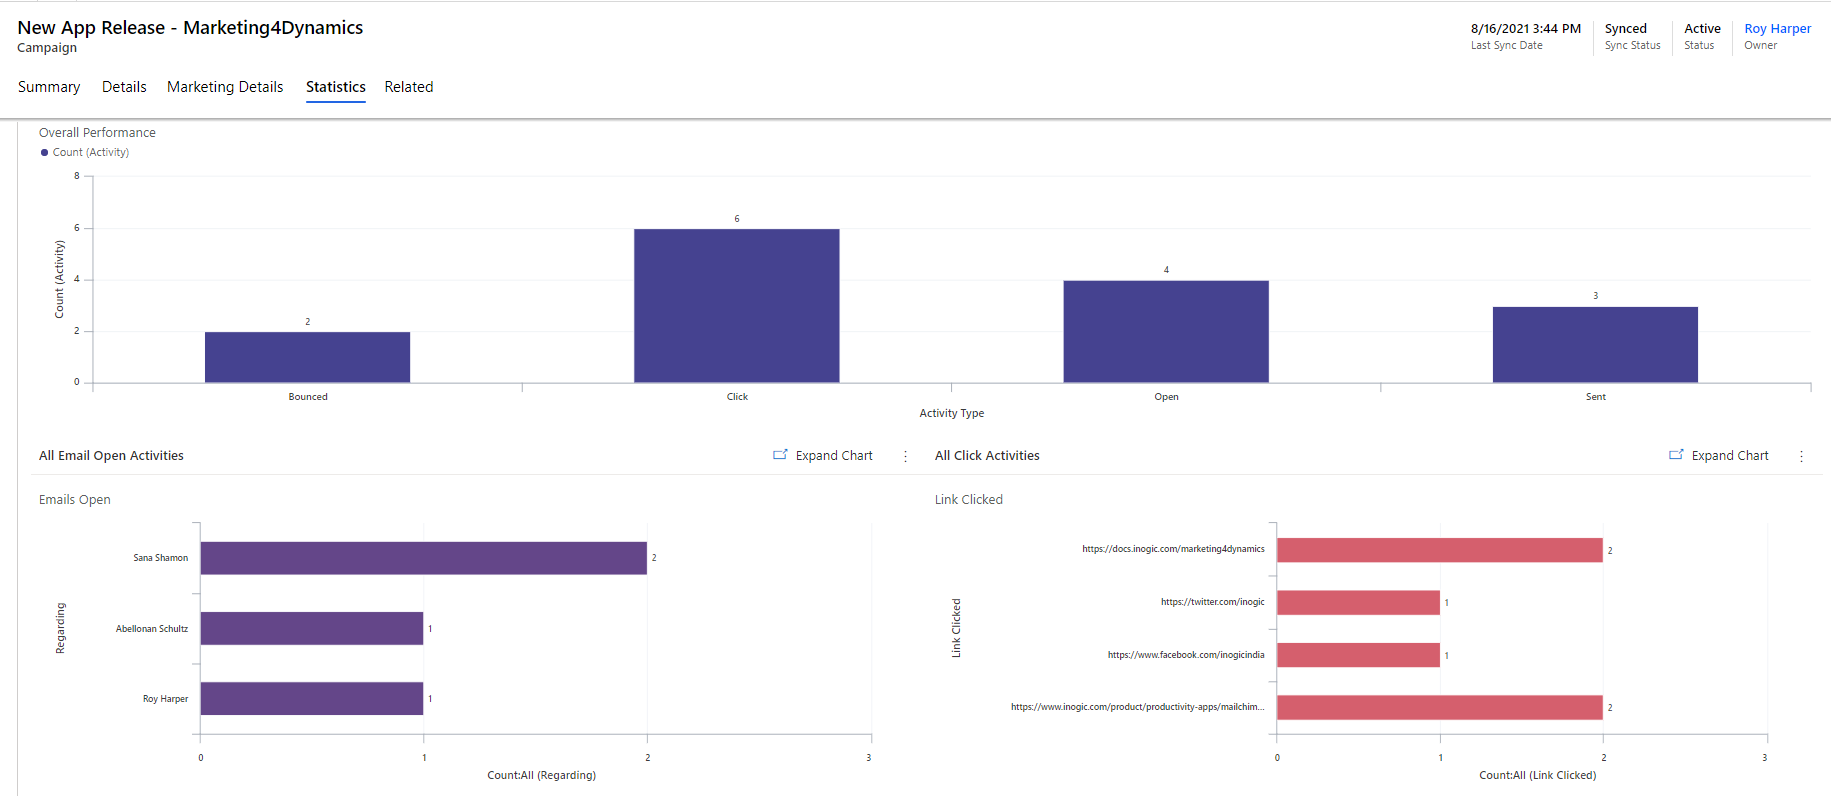 New App Release - Marketing4Dynamics
Campaign
8/16/2021 3:44 PM
Last Sync Date
Synced
Sync Status
Active
Status
Roy Harper
Owner
Summary Details Marketing Details Statistics Related
Overall Performance
Count (Activity)
8
6
4
2
0
Count (Activity)
2
6
4
3
Bounced Click Open Sent
Activity Type
All Email Open Activities
Expand Chart
Emails Open
Regarding
Sana Shamon 2
Abellonan Schultz 1
Roy Harper 1
0 1 2 3
Count:All (Regarding)
All Click Activities
Expand Chart
Link Clicked
Link Clicked
https://docs.inogic.com/marketing4dynamics 2
https://twitter.com/inogic 1
https://www.facebook.com/inogicindia 1
https://www.inogic.com/product/productivity-apps/mailchim... 2
0 1 2 3
Count:All (Link Clicked)